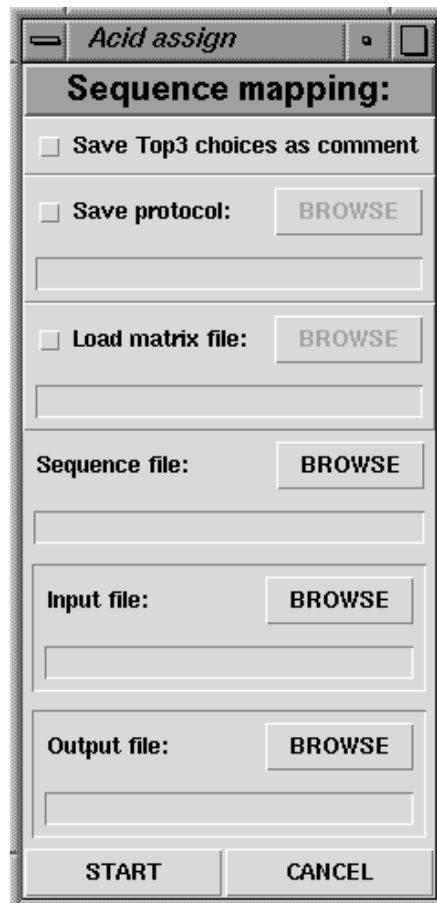 Acid assign
Sequence mapping:
Save Top3 choices as comment
Save protocol: BROWSE
Load matrix file: BROWSE
Sequence file: BROWSE
Input file: BROWSE
Output file: BROWSE
START CANCEL